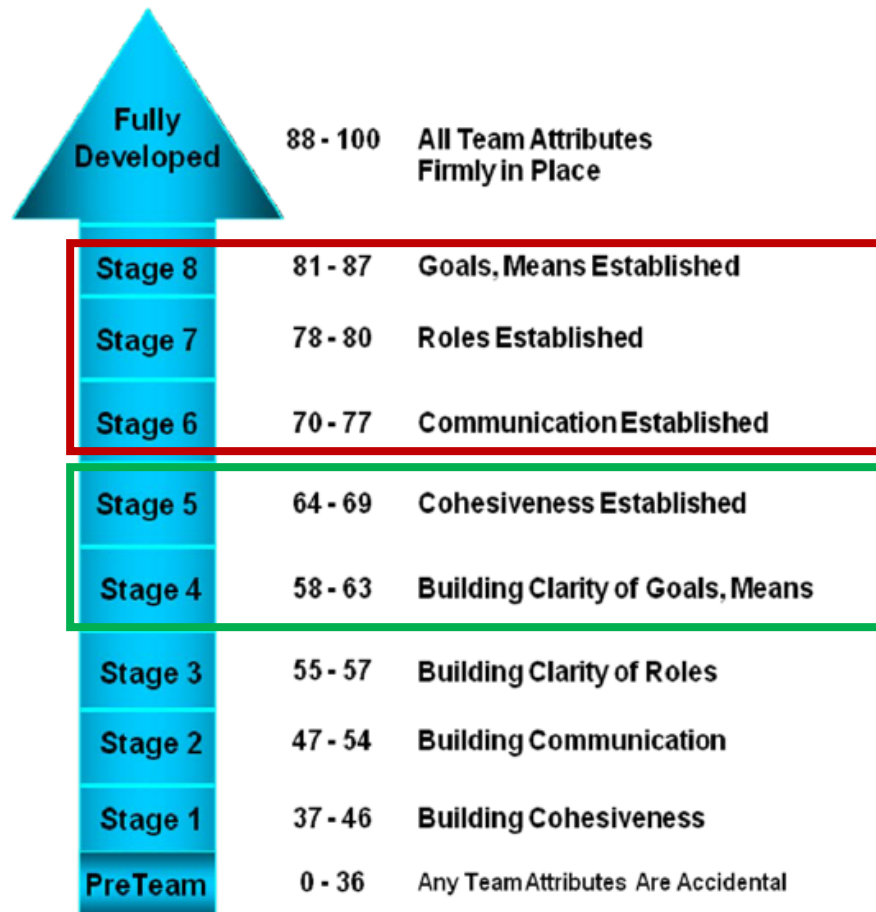 Fully
Developed
88 - 100
All Team Attributes
Firmly in Place
Stage 8
81 - 87
Goals, Means Established
Stage 7
78 - 80
Roles Established
Stage 6
70 - 77
Communication Established
Stage 5
64 - 69
Cohesiveness Established
Stage 4
58 - 63
Building Clarity of Goals, Means
Stage 3
55 - 57
Building Clarity of Roles
Stage 2
47 - 54
Building Communication
Stage 1
37 - 46
Building Cohesiveness
PreTeam
0 - 36
Any Team Attributes Are Accidental